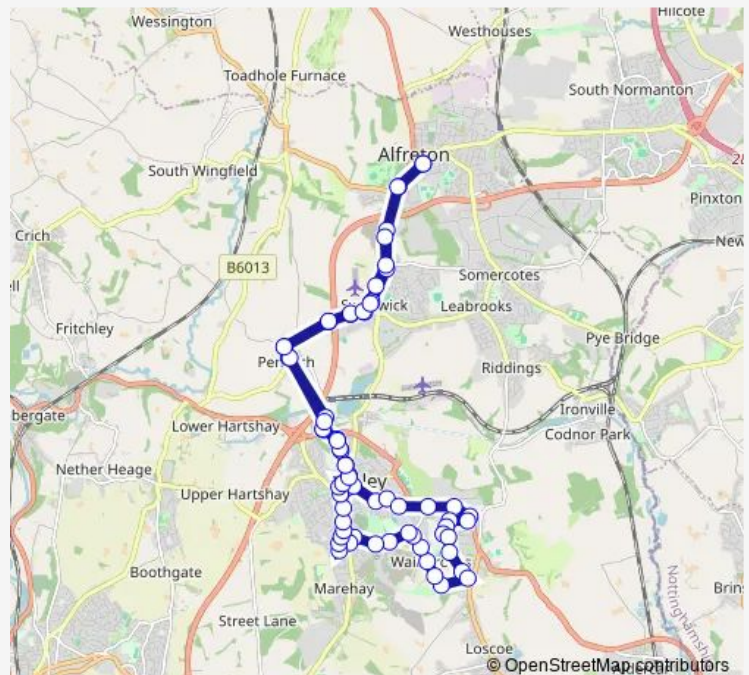 Hilcote
Wessington
Westhouses
Toadhole Furnace
South Normanton
Alfreton
South Wingfield
Pinxton
Crich
B6013
Somercotes
Leabrooks
Fritchley
Pye Bridge
Riddings
Ironville
Lower Hartshay
Codnor Park
Nether Heage
Upper Hartshay
Boothgate
Marehay
Street Lane
Nottinghamshi
Loscoe
© OpenStreetMap contributors